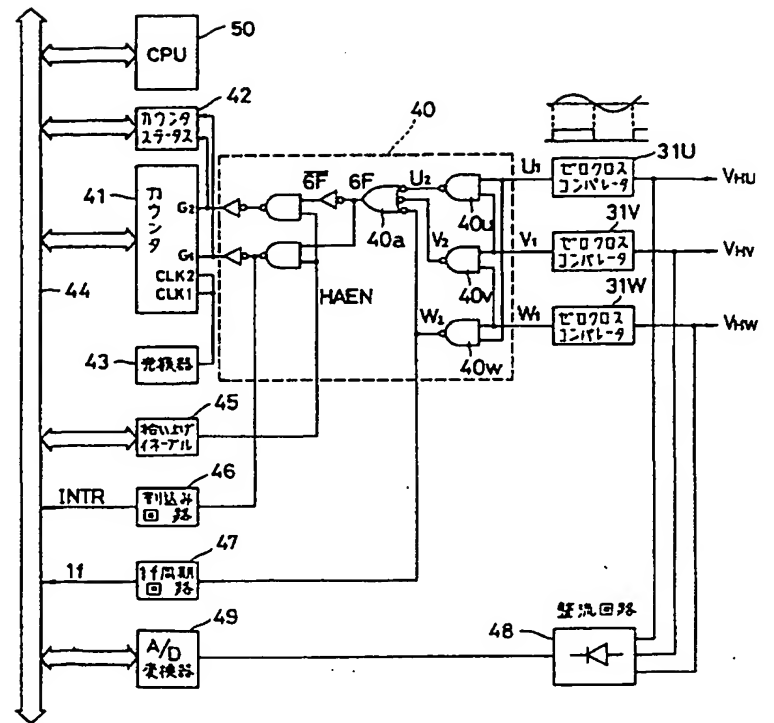 50
CPU
42
カウンタ
ステータス
40
41
カウンタ
G2
G1
CLK2
CLK1
6F
6F
U2
40a
40u
V2
40v
W2
40w
HAEN
U1
ゼロクロス
コンパレータ
31U
VHU
V1
ゼロクロス
コンパレータ
31V
VHV
W1
ゼロクロス
コンパレータ
31W
VHW
44
43
発振器
45
拾い上げ
イネーブル
46
INTR
割込み
回路
47
1f
1f周期
回路
49
A/D
変換器
整流回路
48